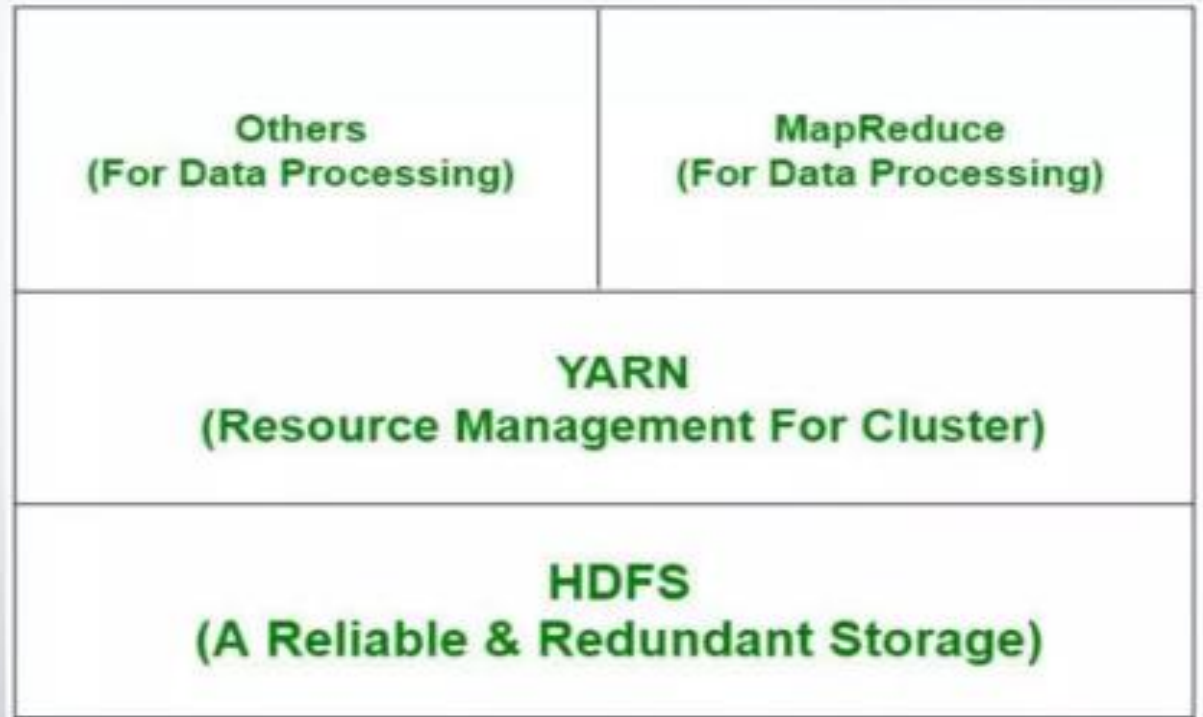 Others
(For Data Processing)
MapReduce
(For Data Processing)
YARN
(Resource Management For Cluster)
HDFS
(A Reliable & Redundant Storage)